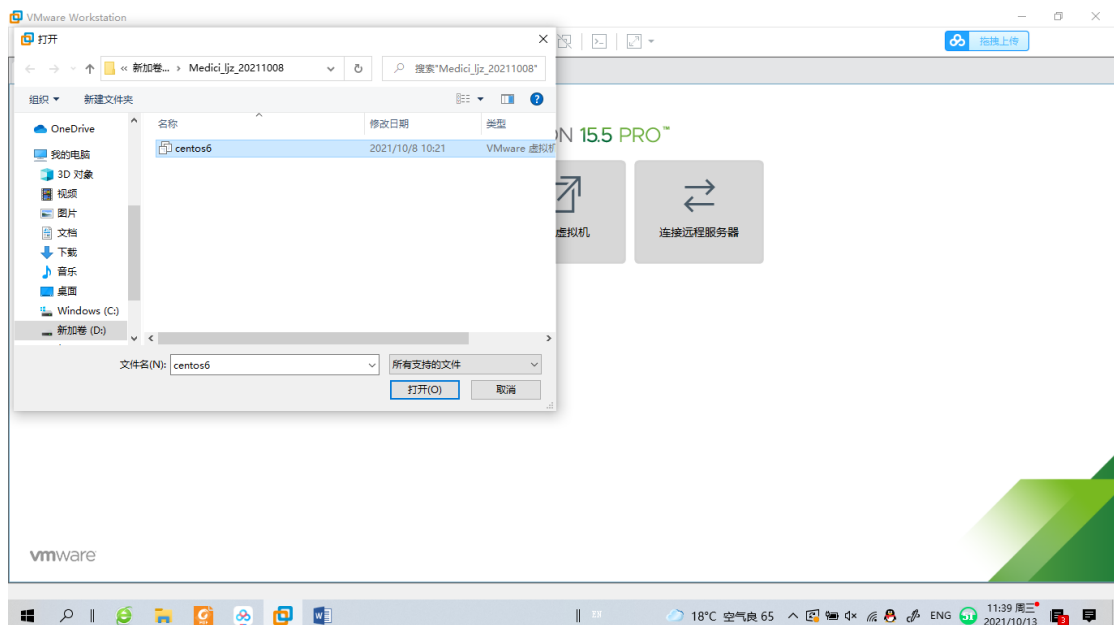 VMware Workstation
打开
拖拽上传
« 新加卷... › Medici_ljz_20211008
搜索"Medici_ljz_20211008"
组织 新建文件夹
名称 修改日期 类型
centos6 2021/10/8 10:21 VMware 虚拟机
OneDrive
我的电脑
3D 对象
视频
图片
文档
下载
音乐
桌面
Windows (C:)
新加卷 (D:)
ON 15.5 PRO™
虚拟机
连接远程服务器
文件名(N): centos6 所有支持的文件
打开(O) 取消
vmware
EN
18°C 空气良 65
ENG
11:39 周三
2021/10/13
3